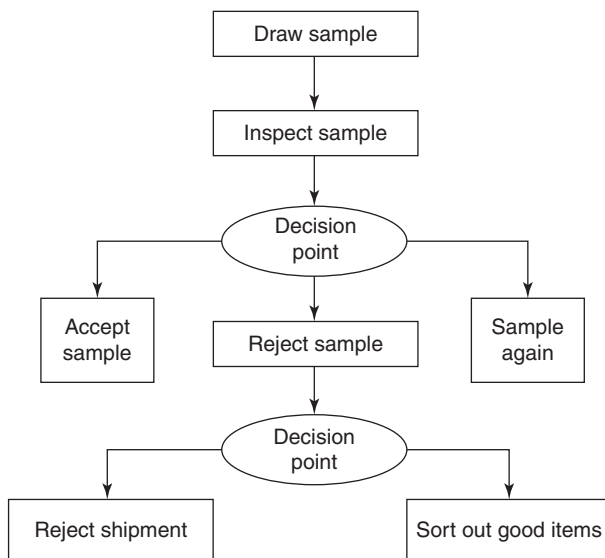 Draw sample
Inspect sample
Decision
point
Accept
sample
Reject sample
Sample
again
Decision
point
Reject shipment
Sort out good items